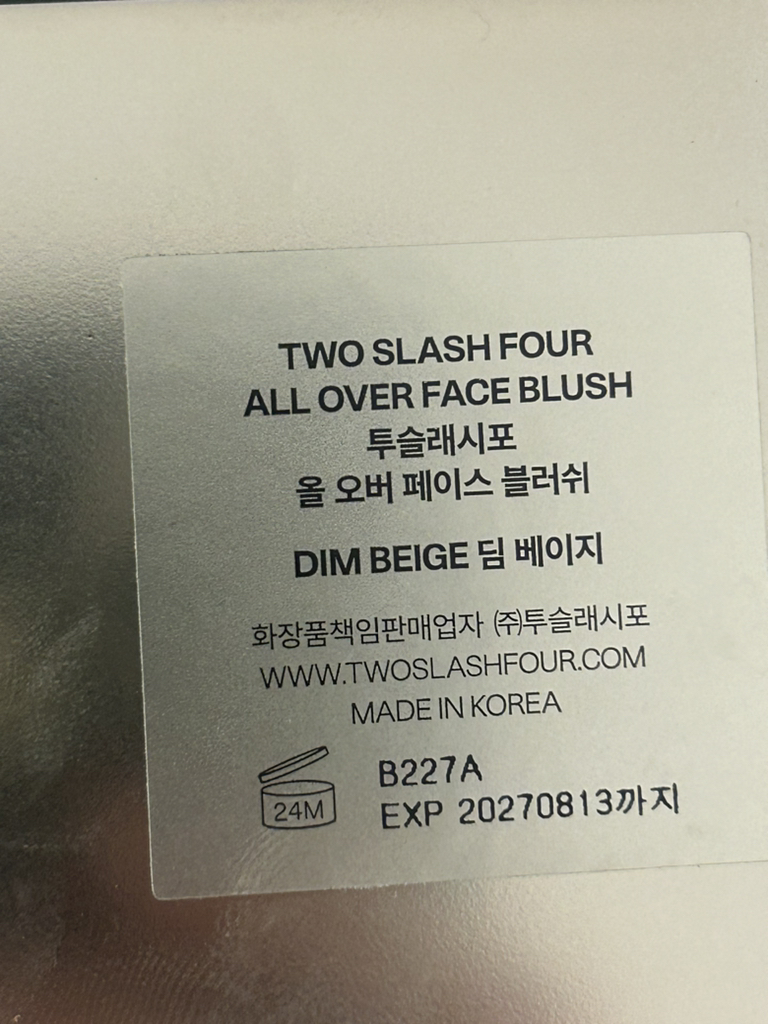 TWO SLASH FOUR
ALL OVER FACE BLUSH
투슬래시포
올 오버 페이스 블러쉬
DIM BEIGE 딤 베이지
화장품책임판매업자 ㈜투슬래시포
WWW.TWOSLASHFOUR.COM
MADE IN KOREA
24M
B227A
EXP 20270813까지